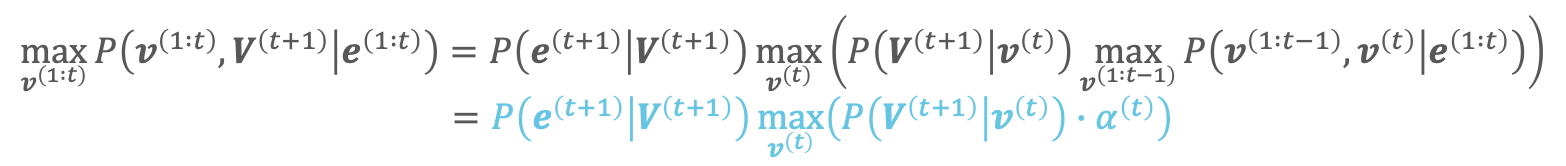 max_{𝒗^{(1:t)}} P(𝒗^{(1:t)}, 𝑽^{(t+1)}|𝒆^{(1:t)}) = P(𝒆^{(t+1)}|𝑽^{(t+1)}) max_{𝒗^{(t)}} (P(𝑽^{(t+1)}|𝒗^{(t)}) max_{𝒗^{(1:t−1)}} P(𝒗^{(1:t−1)}, 𝒗^{(t)}|𝒆^{(1:t)}))
= P(𝒆^{(t+1)}|𝑽^{(t+1)}) max_{𝒗^{(t)}} (P(𝑽^{(t+1)}|𝒗^{(t)}) · α^{(t)})